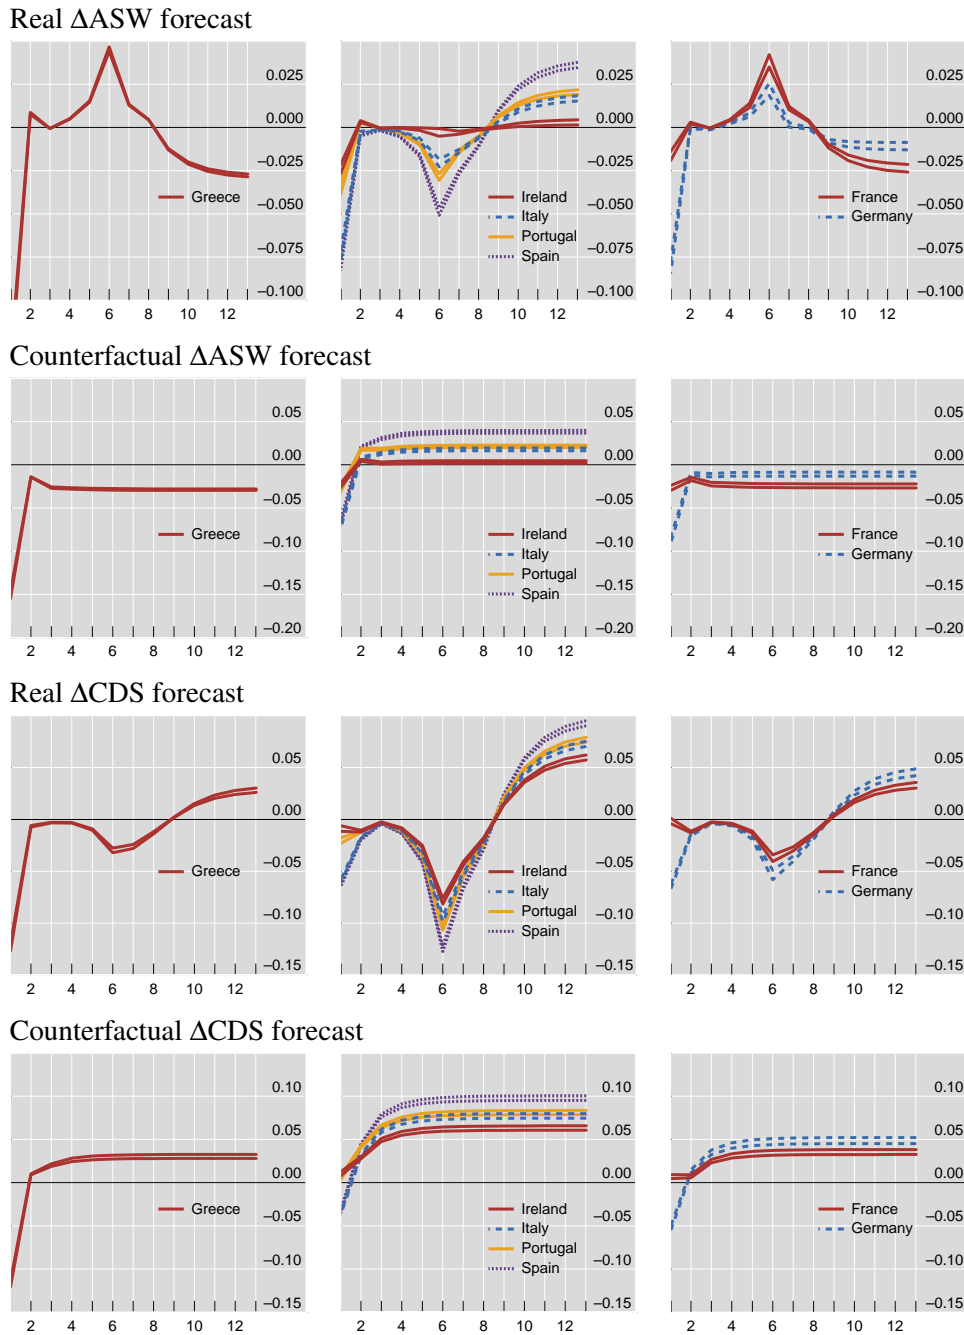 Real ΔASW forecast
0.025
0.000
–0.025
–0.050
–0.075
–0.100
Greece
2 4 6 8 10 12
0.025
0.000
–0.025
–0.050
–0.075
–0.100
Ireland
Italy
Portugal
Spain
2 4 6 8 10 12
0.025
0.000
–0.025
–0.050
–0.075
–0.100
France
Germany
2 4 6 8 10 12
Counterfactual ΔASW forecast
0.05
0.00
–0.05
–0.10
–0.15
–0.20
Greece
2 4 6 8 10 12
0.05
0.00
–0.05
–0.10
–0.15
–0.20
Ireland
Italy
Portugal
Spain
2 4 6 8 10 12
0.05
0.00
–0.05
–0.10
–0.15
–0.20
France
Germany
2 4 6 8 10 12
Real ΔCDS forecast
0.05
0.00
–0.05
–0.10
–0.15
Greece
2 4 6 8 10 12
0.05
0.00
–0.05
–0.10
–0.15
Ireland
Italy
Portugal
Spain
2 4 6 8 10 12
0.05
0.00
–0.05
–0.10
–0.15
France
Germany
2 4 6 8 10 12
Counterfactual ΔCDS forecast
0.10
0.05
0.00
–0.05
–0.10
–0.15
Greece
2 4 6 8 10 12
0.10
0.05
0.00
–0.05
–0.10
–0.15
Ireland
Italy
Portugal
Spain
2 4 6 8 10 12
0.10
0.05
0.00
–0.05
–0.10
–0.15
France
Germany
2 4 6 8 10 12